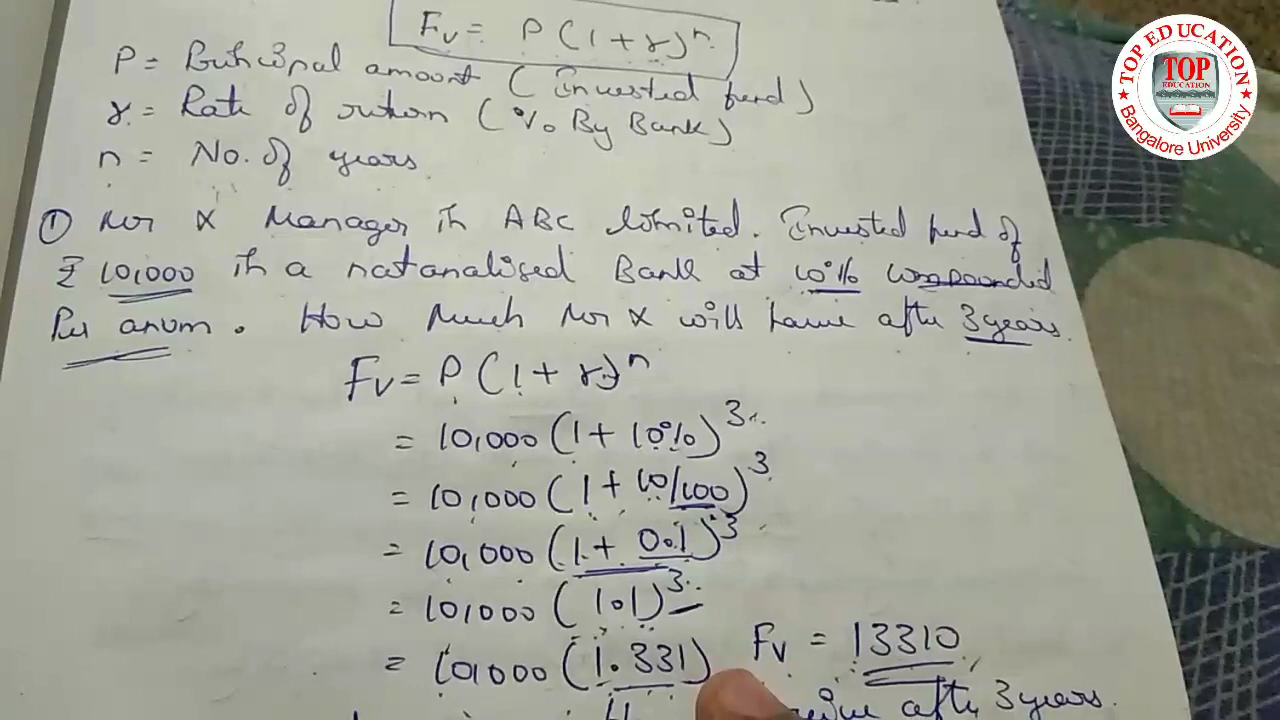 Fv = P (1 + r)ⁿ
P = Principal amount (Invested fund)
r = Rate of return (% By Bank)
n = No. of years.
① Mr X Manager in ABC limited. Invested fund of
₹ 10,000 in a natanalised Bank at 10% compounded
Per anum. How Much Mr X will have after 3 years.
Fv = P (1 + r)ⁿ
= 10,000 (1 + 10%)³
= 10,000 (1 + 10/100)³
= 10,000 (1 + 0.1)³
= 10,000 (1.1)³
= 10,000 (1.331) Fv = 13310
after 3 years.
TOP EDUCATION
TOP
EDUCATION
Bangalore University